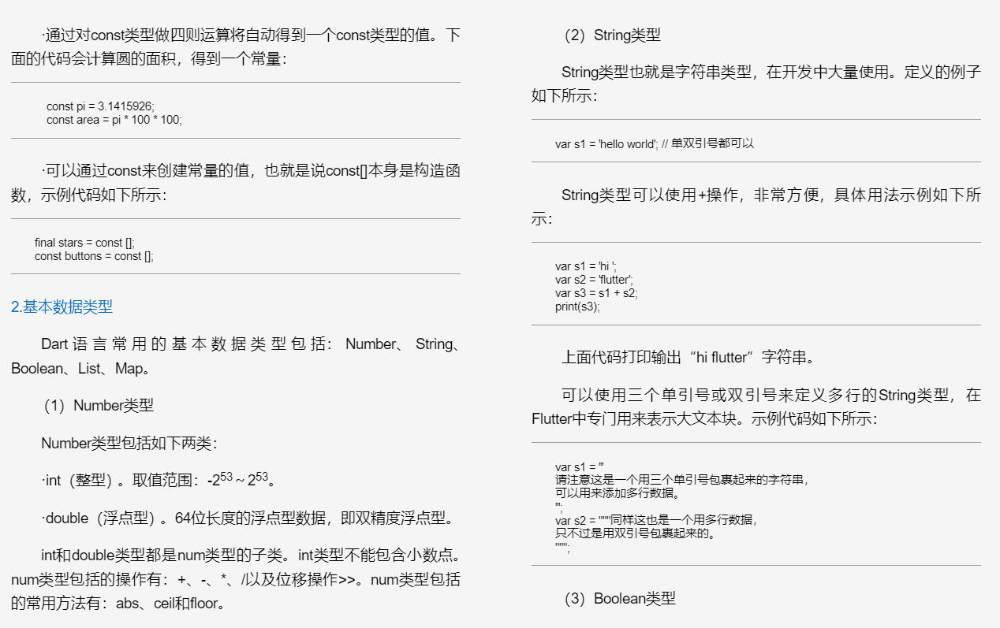 ·通过对const类型做四则运算将自动得到一个const类型的值。下
面的代码会计算圆的面积，得到一个常量：
const pi = 3.1415926;
const area = pi * 100 * 100;
·可以通过const来创建常量的值，也就是说const[]本身是构造函
数，示例代码如下所示：
final stars = const [];
const buttons = const [];
2.基本数据类型
Dart语言常用的基本数据类型包括：Number、String、
Boolean、List、Map。
（1）Number类型
Number类型包括如下两类：
·int（整型）。取值范围：-2⁵³～2⁵³。
·double（浮点型）。64位长度的浮点型数据，即双精度浮点型。
int和double类型都是num类型的子类。int类型不能包含小数点。
num类型包括的操作有：+、-、*、/以及位移操作>>。num类型包括
的常用方法有：abs、ceil和floor。
（2）String类型
String类型也就是字符串类型，在开发中大量使用。定义的例子
如下所示：
var s1 = 'hello world'; // 单双引号都可以
String类型可以使用+操作，非常方便，具体用法示例如下所
示：
var s1 = 'hi ';
var s2 = 'flutter';
var s3 = s1 + s2;
print(s3);
上面代码打印输出“hi flutter”字符串。
可以使用三个单引号或双引号来定义多行的String类型，在
Flutter中专门用来表示大文本块。示例代码如下所示：
var s1 = '''
请注意这是一个用三个单引号包裹起来的字符串，
可以用来添加多行数据。
''';
var s2 = """同样这也是一个用多行数据，
只不过是用双引号包裹起来的。
""";
（3）Boolean类型